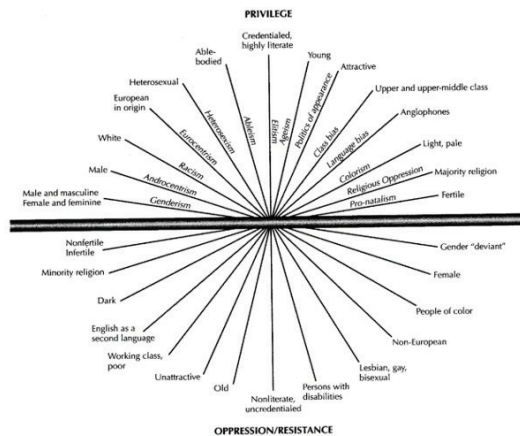 PRIVILEGE
Credentialed,
highly literate
Able-
bodied
Young
Attractive
Heterosexual
Upper and upper-middle class
European
in origin
Anglophones
White
Light, pale
Male
Majority religion
Male and masculine
Female and feminine
Fertile
Genderism
Androcentrism
Racism
Eurocentrism
Heterosexism
Ableism
Elitism
Ageism
Politics of appearance
Class bias
Language bias
Colorism
Religious Oppression
Pro-natalism
Nonfertile
Infertile
Gender "deviant"
Minority religion
Female
Dark
People of color
English as a
second language
Non-European
Working class,
poor
Lesbian, gay,
bisexual
Unattractive
Old
Persons with
disabilities
Nonliterate,
uncredentialed
OPPRESSION/RESISTANCE